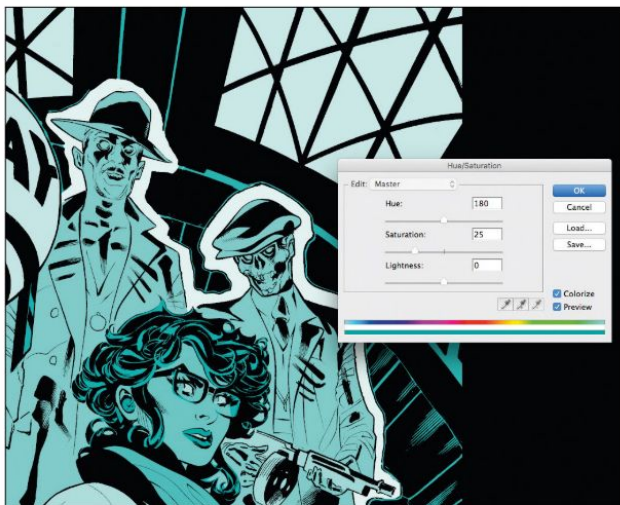 Hue/Saturation
Edit: Master
OK
Hue: 180
Cancel
Load...
Saturation: 25
Save...
Lightness: 0
Colorize
Preview